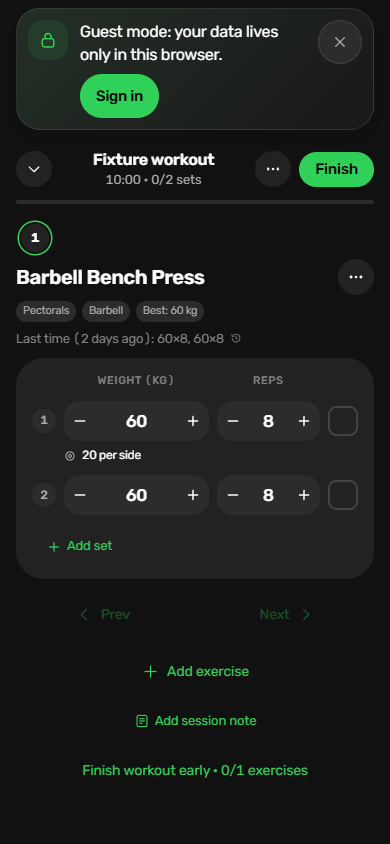 Guest mode: your data lives
only in this browser.
Sign in
Fixture workout
10:00 • 0/2 sets
Finish
1
Barbell Bench Press
Pectorals Barbell Best: 60 kg
Last time (2 days ago): 60×8, 60×8
WEIGHT (KG) REPS
1 − 60 + − 8 +
20 per side
2 − 60 + − 8 +
+ Add set
Prev Next
+ Add exercise
Add session note
Finish workout early • 0/1 exercises